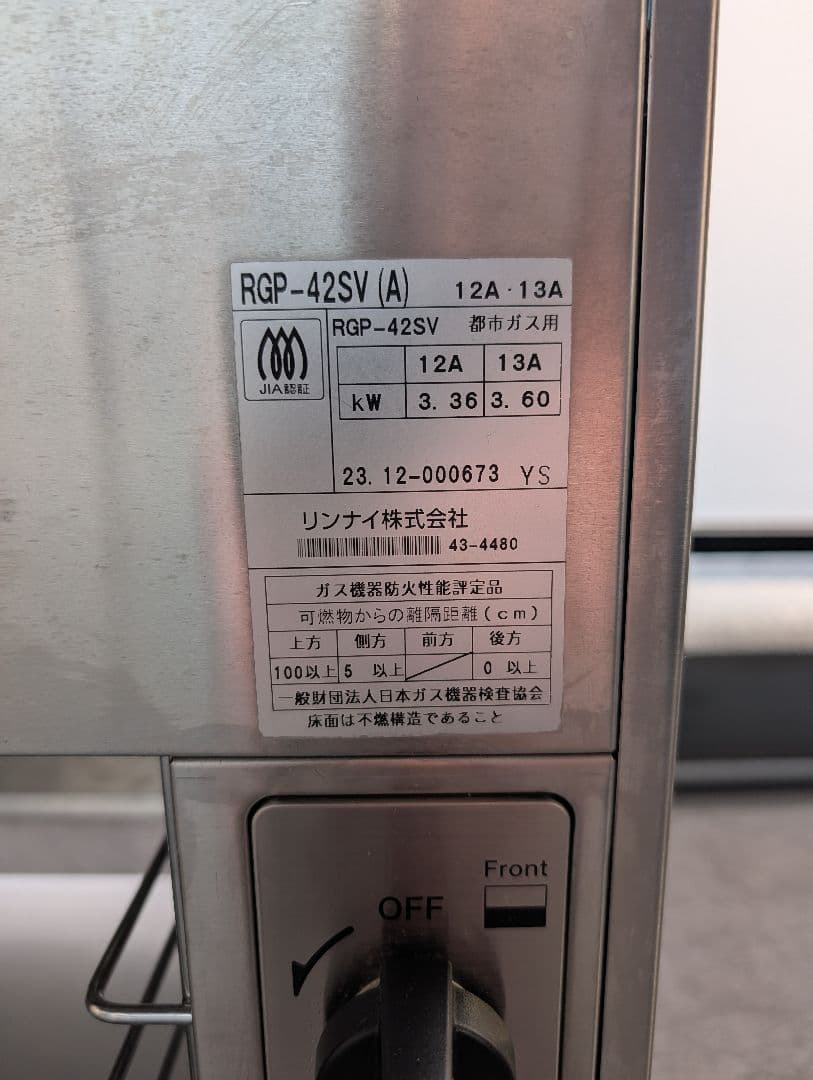 RGP-42SV(A) 12A・13A
RGP-42SV 都市ガス用
JIA認証
12A 13A
kW 3.36 3.60
23.12-000673 YS
リンナイ株式会社
43-4480
ガス機器防火性能評定品
可燃物からの離隔距離(cm)
上方 側方 前方 後方
100以上 5 以上 0 以上
一般財団法人日本ガス機器検査協会
床面は不燃構造であること
Front
OFF